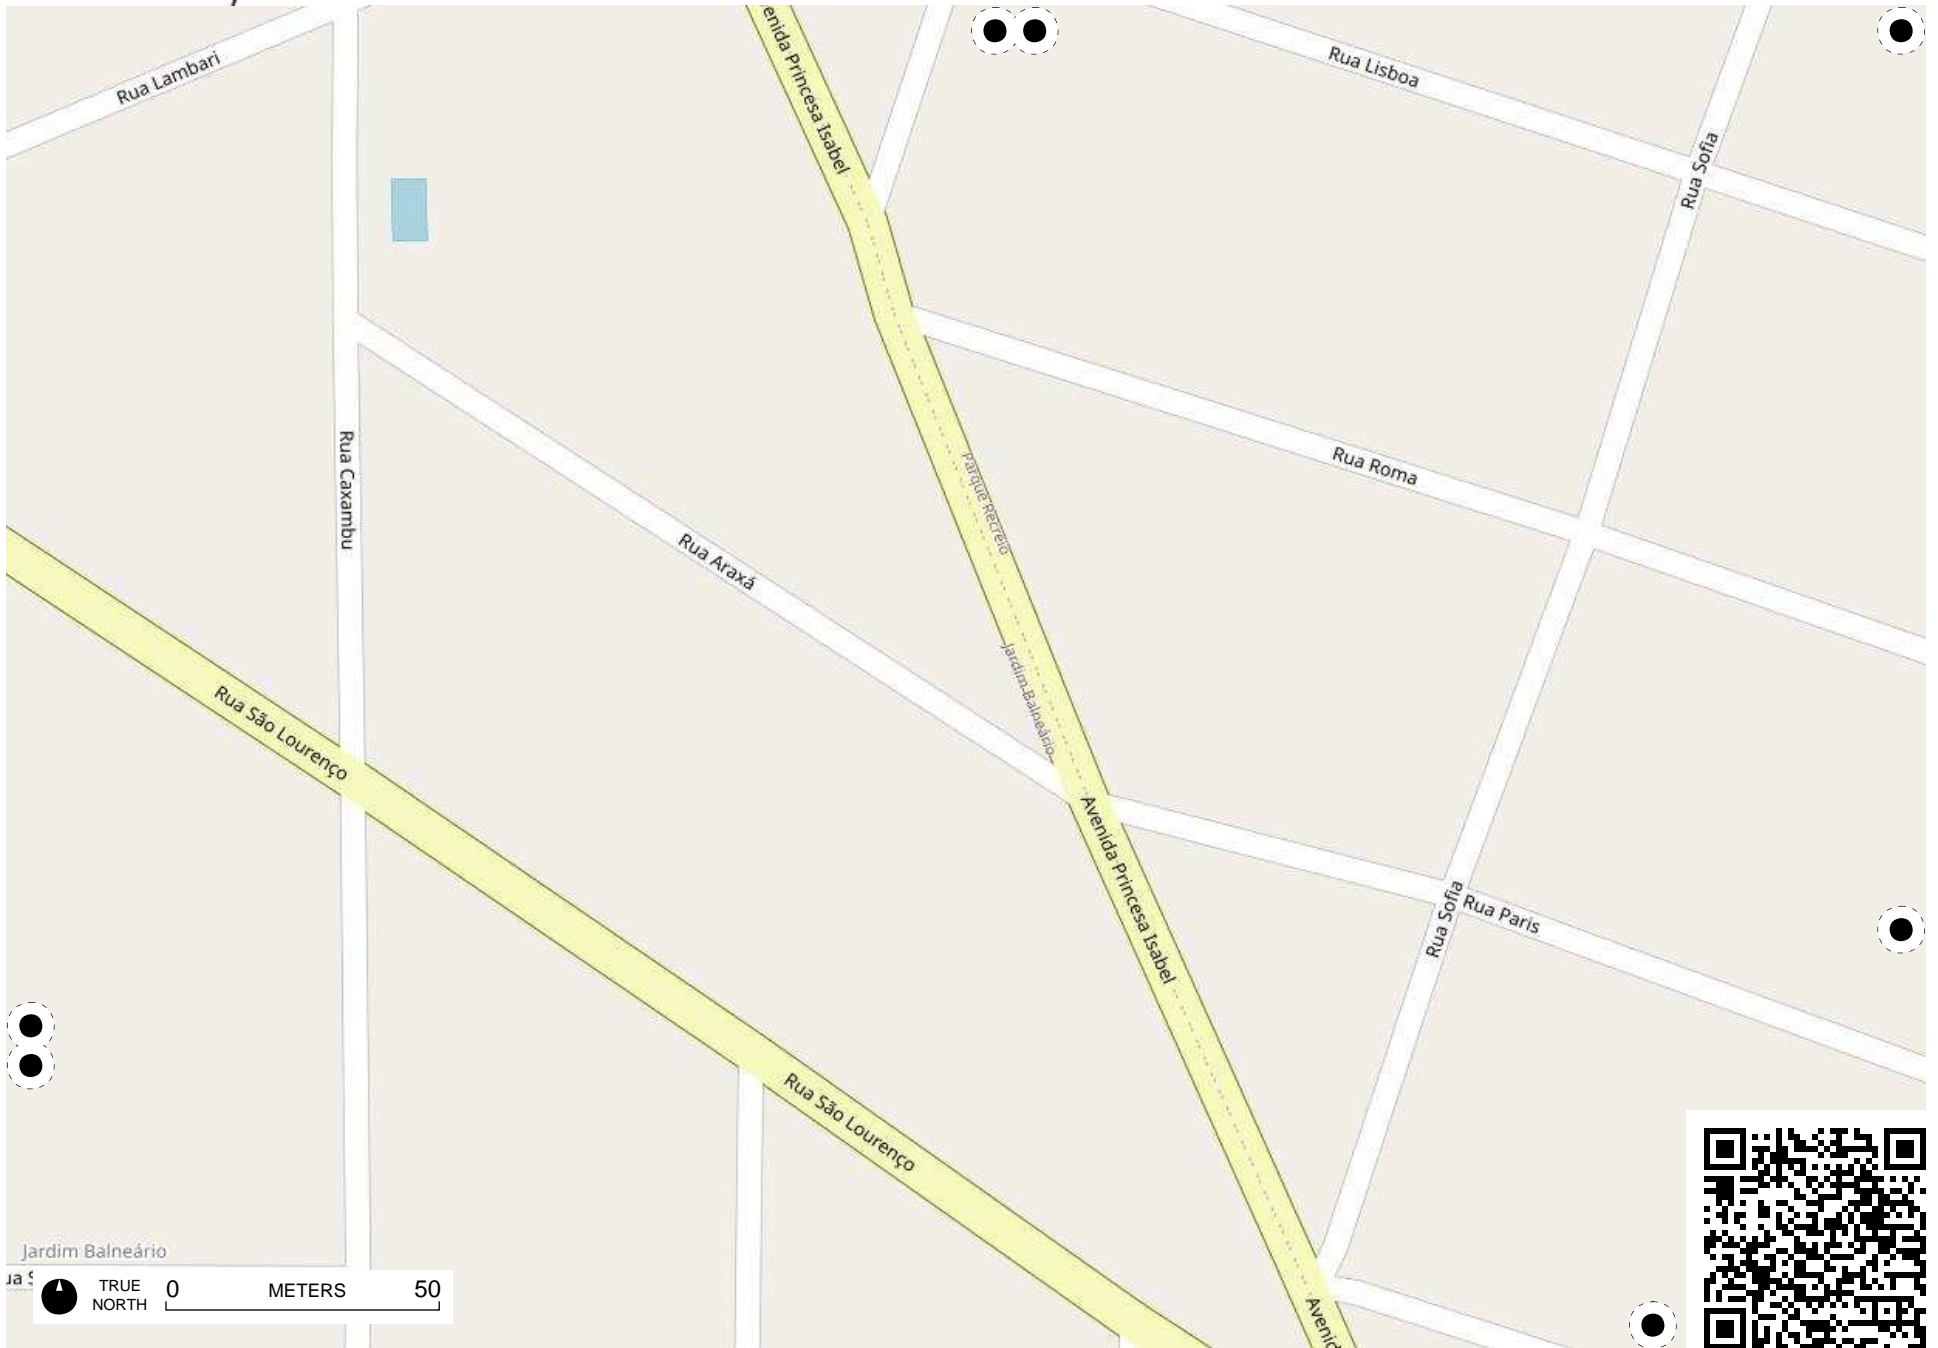 enida Princesa Isabel
Rua Lambari
Rua Lisboa
Rua Sofia
Rua Caxambu
Parque Recreio
Rua Roma
Rua Araxá
Jardim Balneário
Rua São Lourenço
Avenida Princesa Isabel
Rua Sofia
Rua Paris
Rua São Lourenço
Jardim Balneário
ua S
TRUE
NORTH
0 METERS 50
Avenid